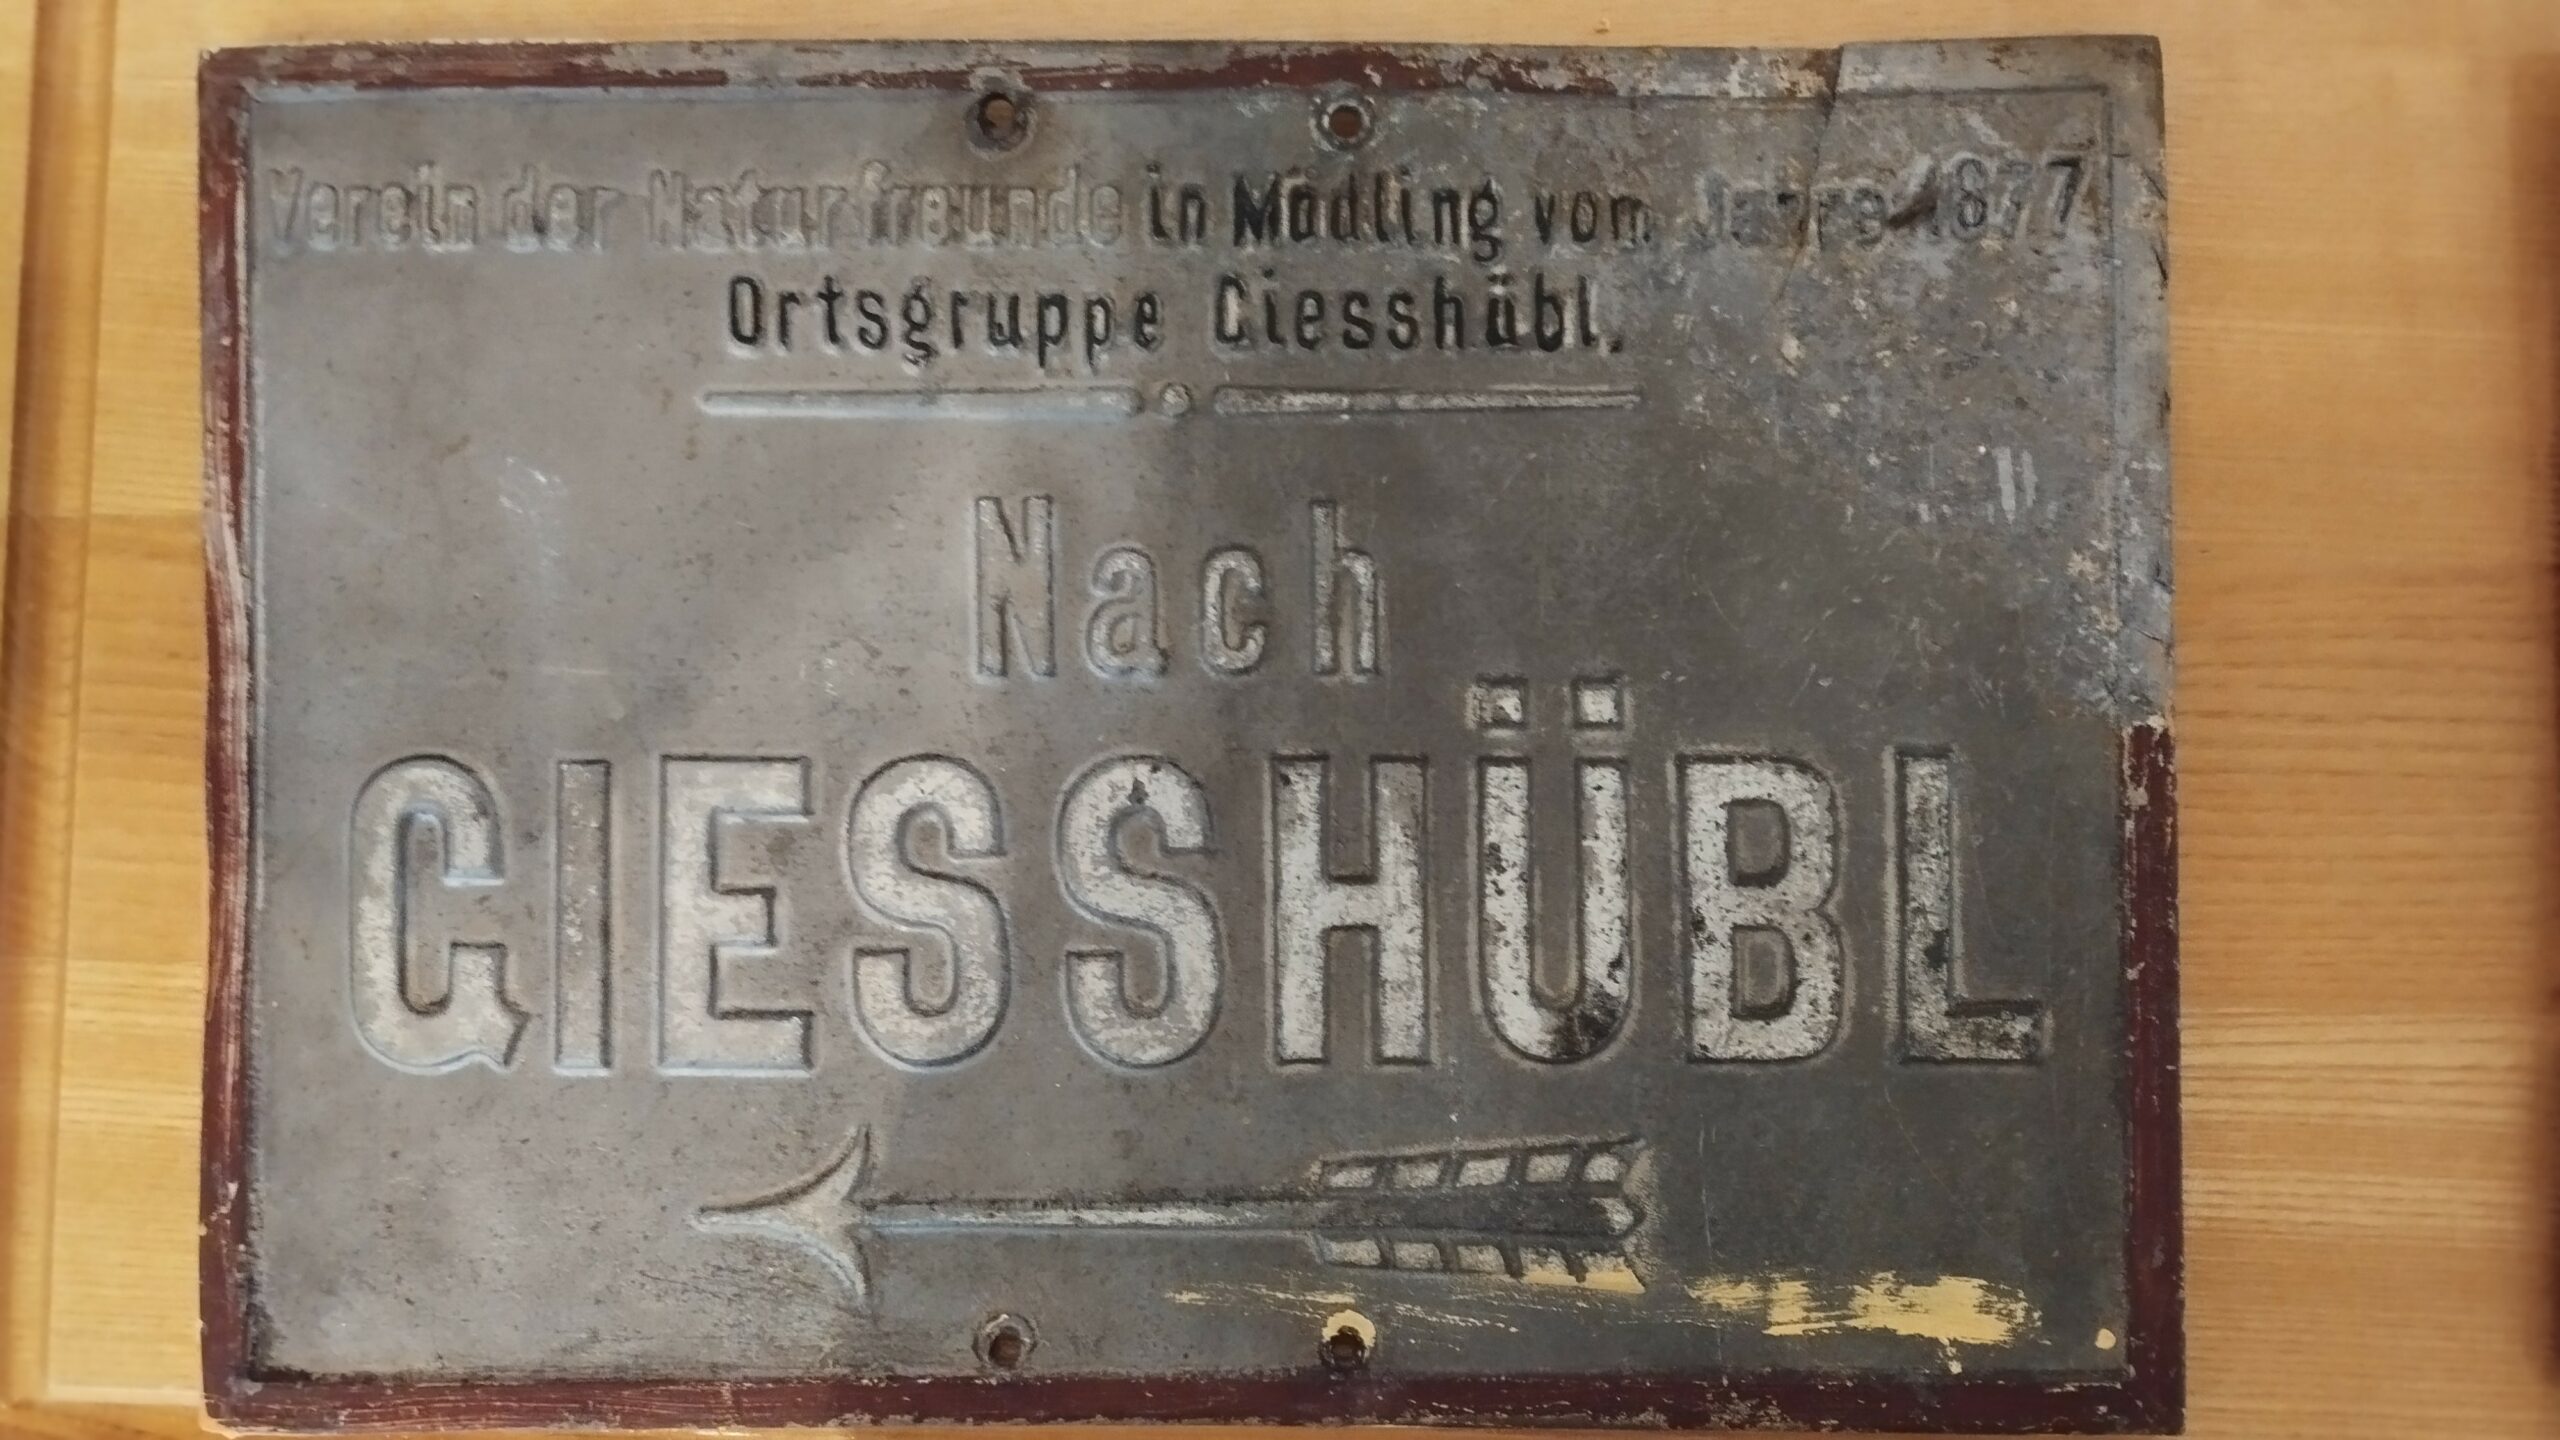 Verein der Naturfreunde in Mödling vom Jahre 1877
Ortsgruppe Giesshübl.
Nach
GIESSHÜBL